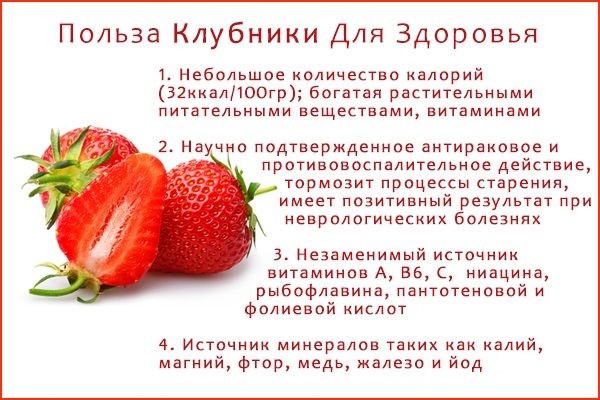 Польза Клубники Для Здоровья
1. Небольшое количество калорий
(32ккал/100гр); богатая растительными
питательными веществами, витаминами
2. Научно подтвержденное антираковое и
противовоспалительное действие,
тормозит процессы старения,
имеет позитивный результат при
неврологических болезнях
3. Незаменимый источник
витаминов А, В6, С, ниацина,
рыбофлавина, пантотеновой и
фолиевой кислот
4. Источник минералов таких как калий,
магний, фтор, медь, жалезо и йод